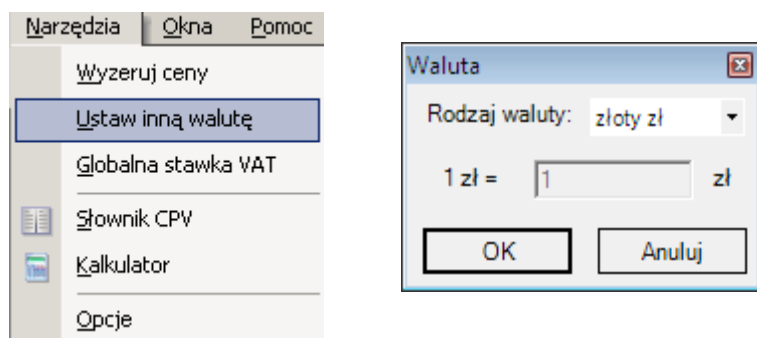 Narzędzia Okna Pomoc
Wyzeruj ceny
Ustaw inną walutę
Globalna stawka VAT
Słownik CPV
Kalkulator
Opcje
Waluta
Rodzaj waluty: złoty zł
1 zł = 1 zł
OK Anuluj